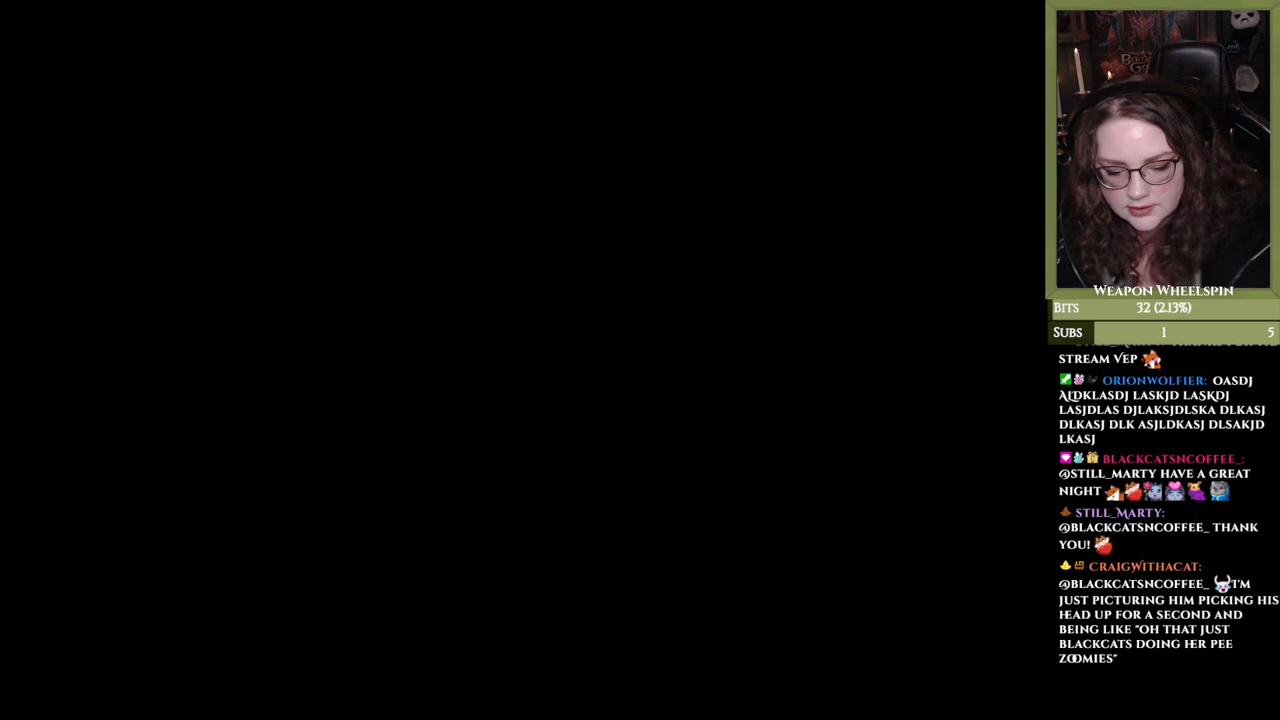 WEAPON WHEELSPIN
BITS 32 (2.13%)
SUBS 1 5
STREAM VEP
ORIONWOLFIER: OASDJ
ALDKLASDJ LASKJD LASKDJ
LASJDLAS DJLAKSJDLSKA DLKASJ
DLKASJ DLK ASJLDKASJ DLSAKJD
LKASJ
BLACKCATSNCOFFEE_:
@STILL_MARTY HAVE A GREAT
NIGHT
STILL_MARTY:
@BLACKCATSNCOFFEE_ THANK
YOU!
CRAIGWITHACAT:
@BLACKCATSNCOFFEE_ I'M
JUST PICTURING HIM PICKING HIS
HEAD UP FOR A SECOND AND
BEING LIKE "OH THAT JUST
BLACKCATS DOING HER PEE
ZOOMIES"